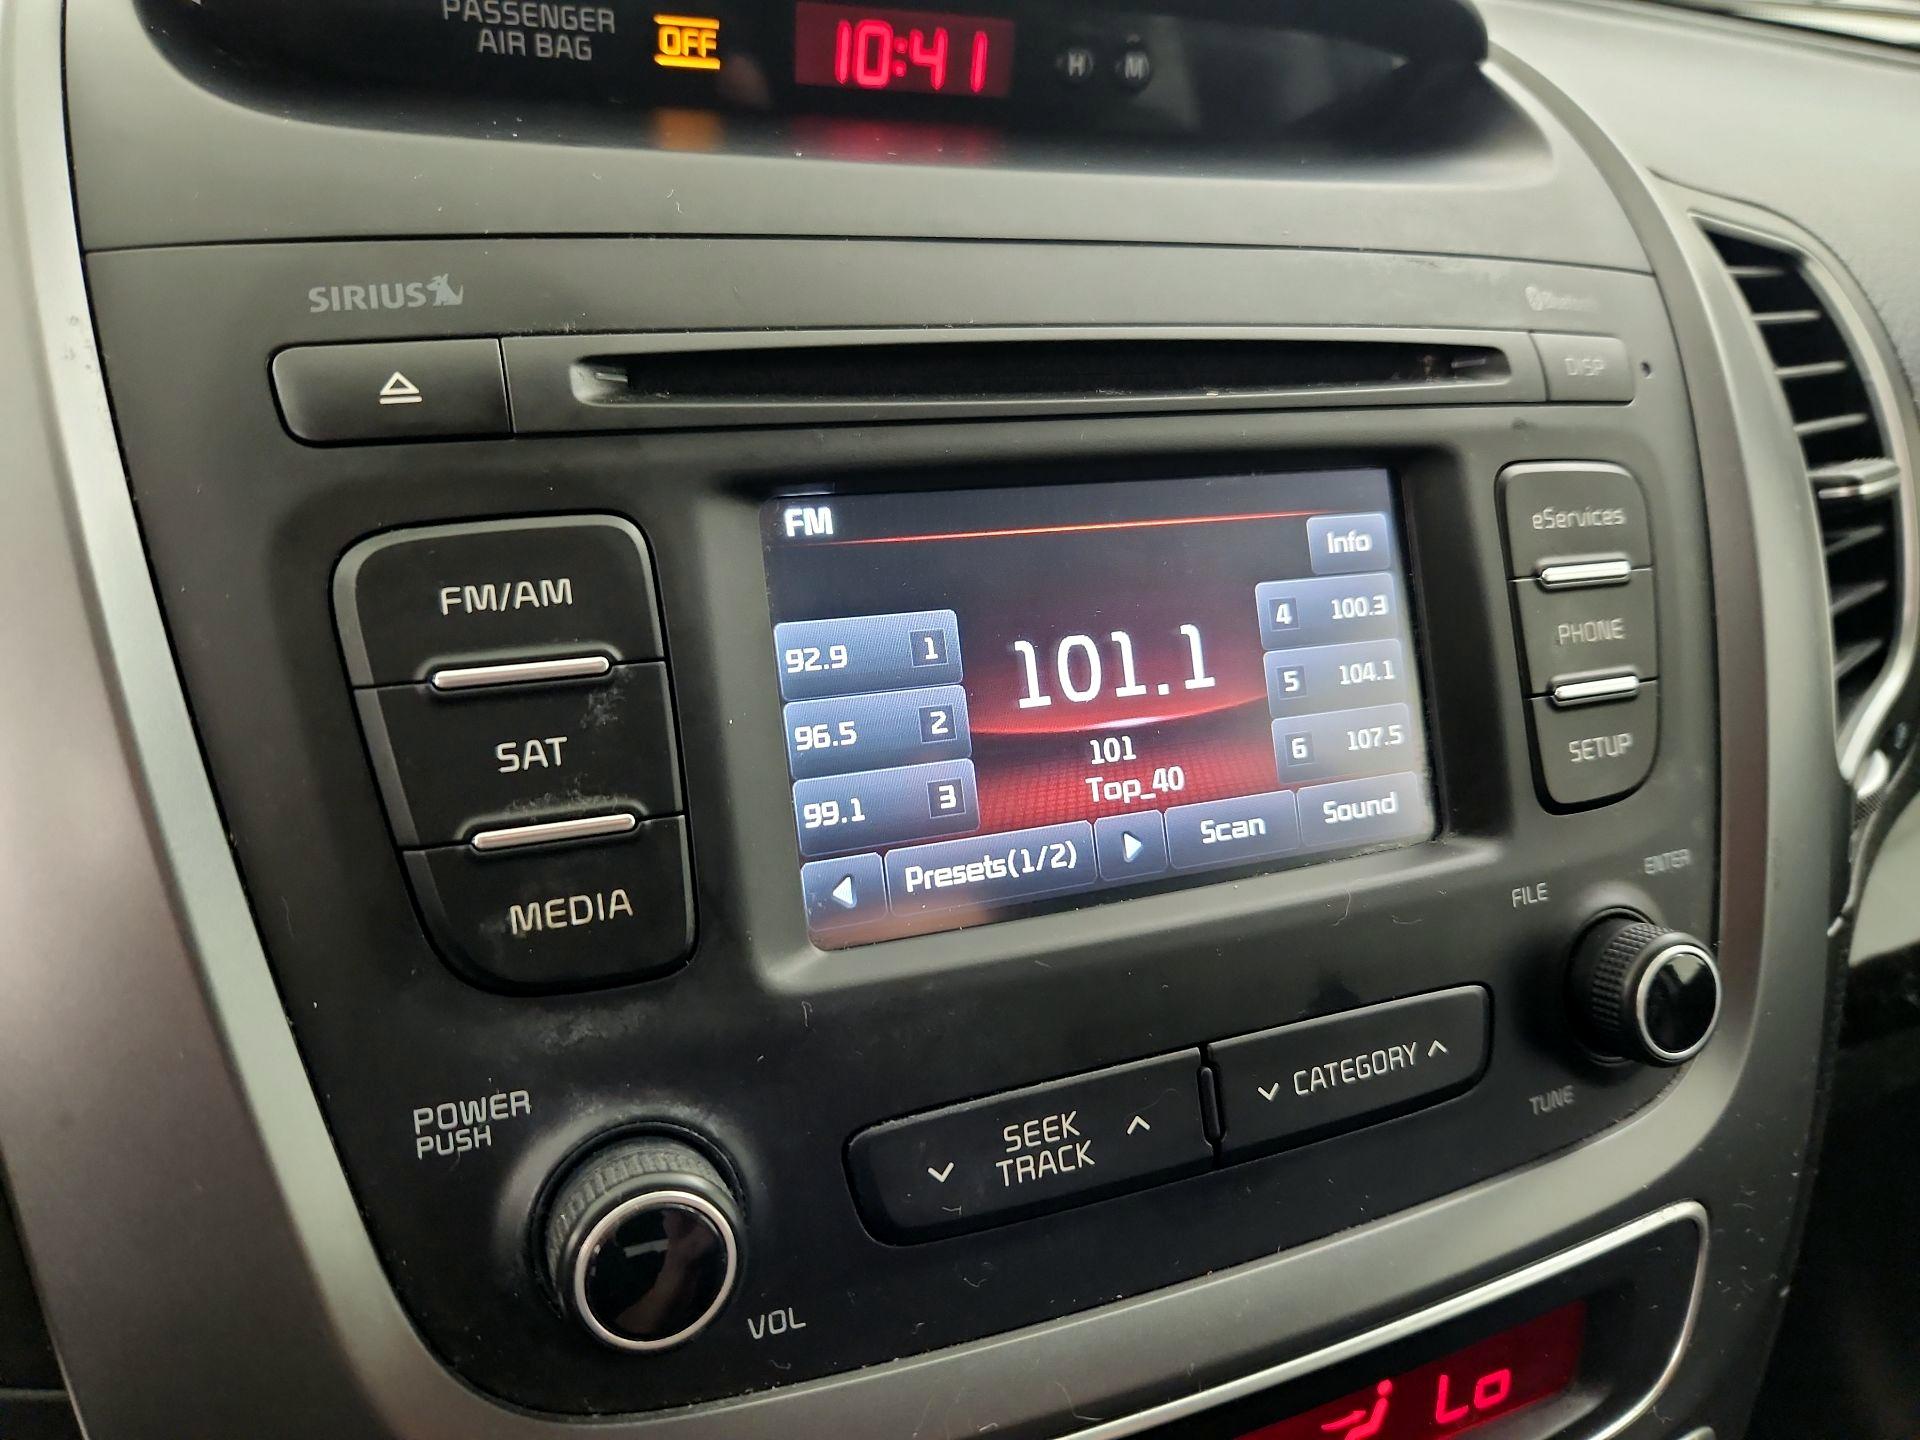 PASSENGER
AIR BAG
OFF
10:41
H
M
SIRIUS
Bluetooth
DISP
FM
Info
92.9 1
96.5 2
99.1 3
101.1
101
Top_40
4 100.3
5 104.1
6 107.5
Presets(1/2)
Scan
Sound
FM/AM
SAT
MEDIA
eServices
PHONE
SETUP
POWER
PUSH
VOL
SEEK
TRACK
CATEGORY
FILE
ENTER
TUNE
Lo